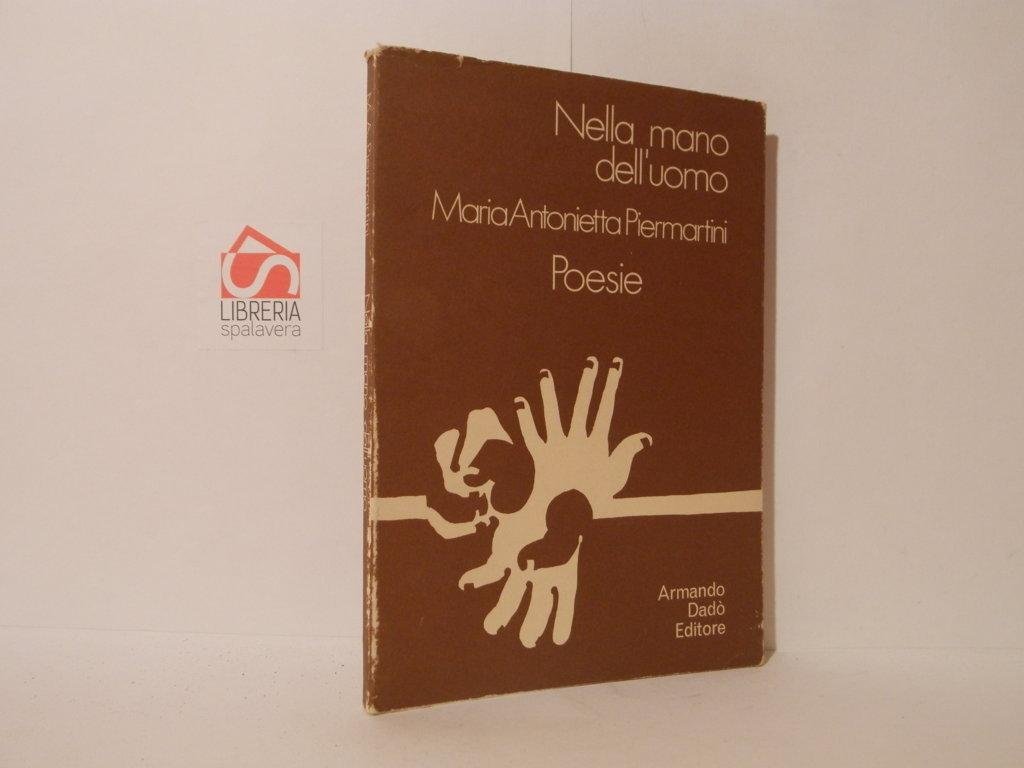 Nella mano
dell'uomo
Maria Antonietta Piermartini
Poesie
Armando
Dadò
Editore
LIBRERIA
spalavera